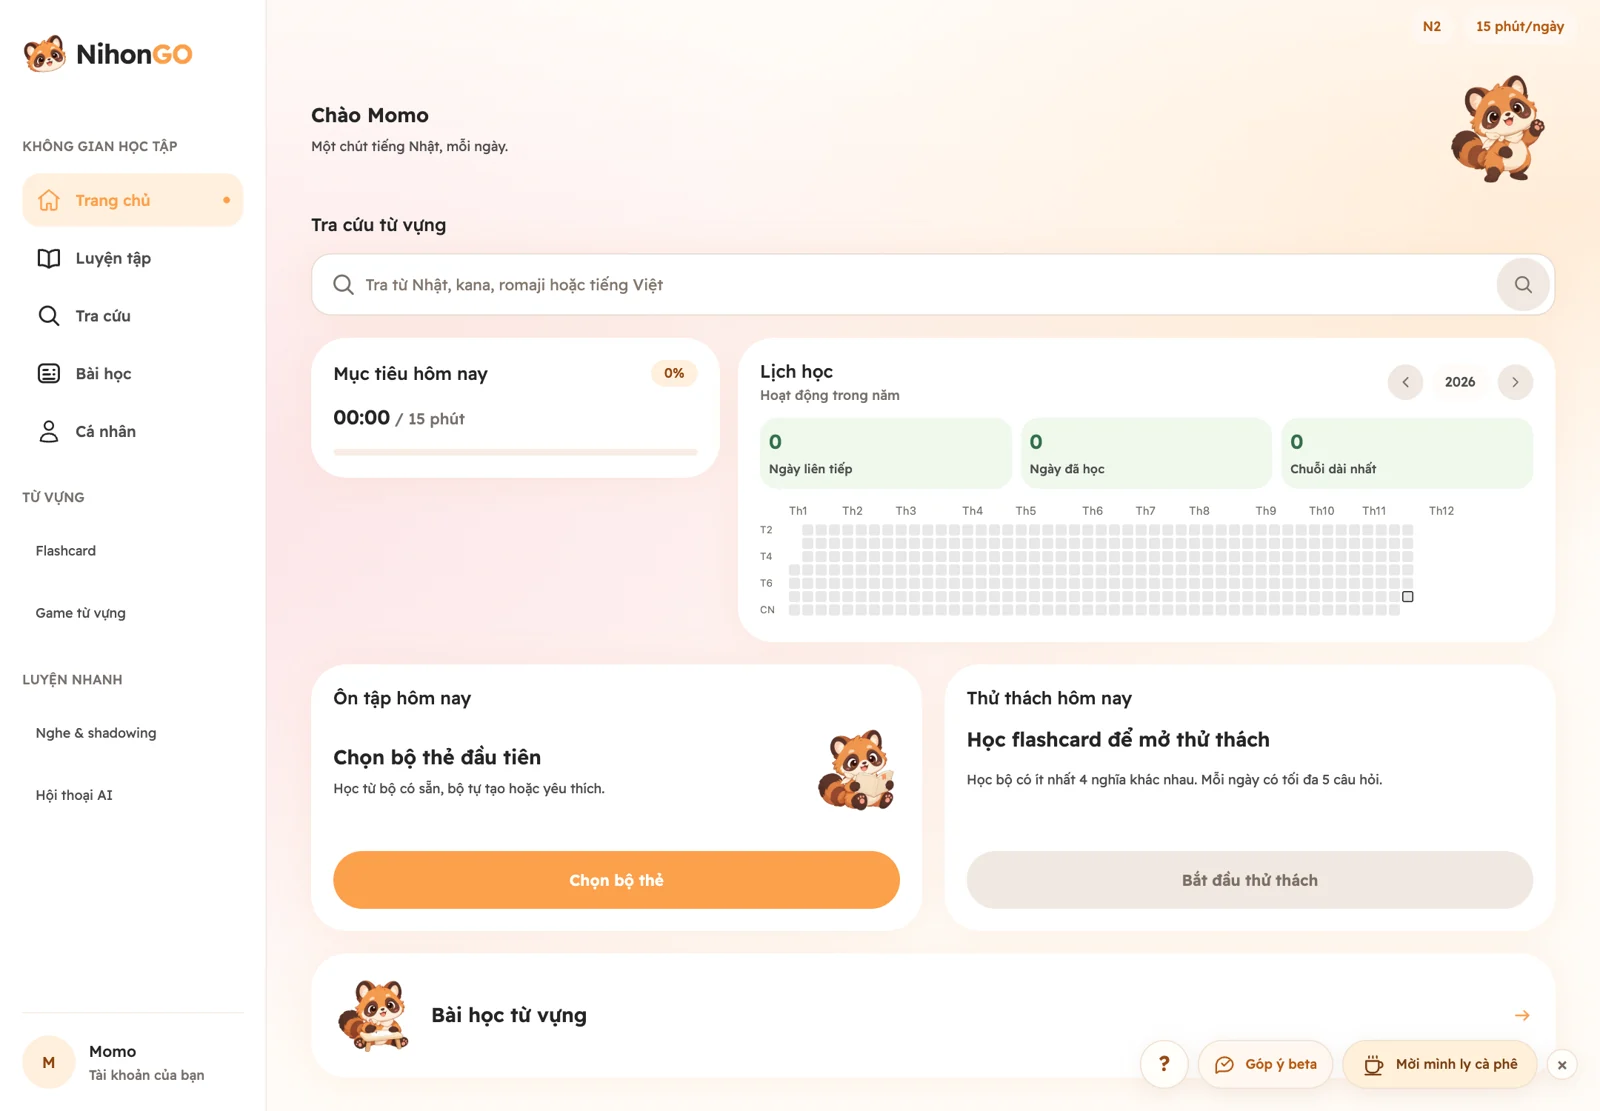 NihonGO
KHÔNG GIAN HỌC TẬP
Trang chủ
Luyện tập
Tra cứu
Bài học
Cá nhân
TỪ VỰNG
Flashcard
Game từ vựng
LUYỆN NHANH
Nghe & shadowing
Hội thoại AI
M
Momo
Tài khoản của bạn
N2
15 phút/ngày
Chào Momo
Một chút tiếng Nhật, mỗi ngày.
Tra cứu từ vựng
Tra từ Nhật, kana, romaji hoặc tiếng Việt
Mục tiêu hôm nay
0%
00:00 / 15 phút
Lịch học
Hoạt động trong năm
2026
0
Ngày liên tiếp
0
Ngày đã học
0
Chuỗi dài nhất
Th1 Th2 Th3 Th4 Th5 Th6 Th7 Th8 Th9 Th10 Th11 Th12
T2
T4
T6
CN
Ôn tập hôm nay
Chọn bộ thẻ đầu tiên
Học từ bộ có sẵn, bộ tự tạo hoặc yêu thích.
Chọn bộ thẻ
Thử thách hôm nay
Học flashcard để mở thử thách
Học bộ có ít nhất 4 nghĩa khác nhau. Mỗi ngày có tối đa 5 câu hỏi.
Bắt đầu thử thách
Bài học từ vựng
?
Góp ý beta
Mời mình ly cà phê